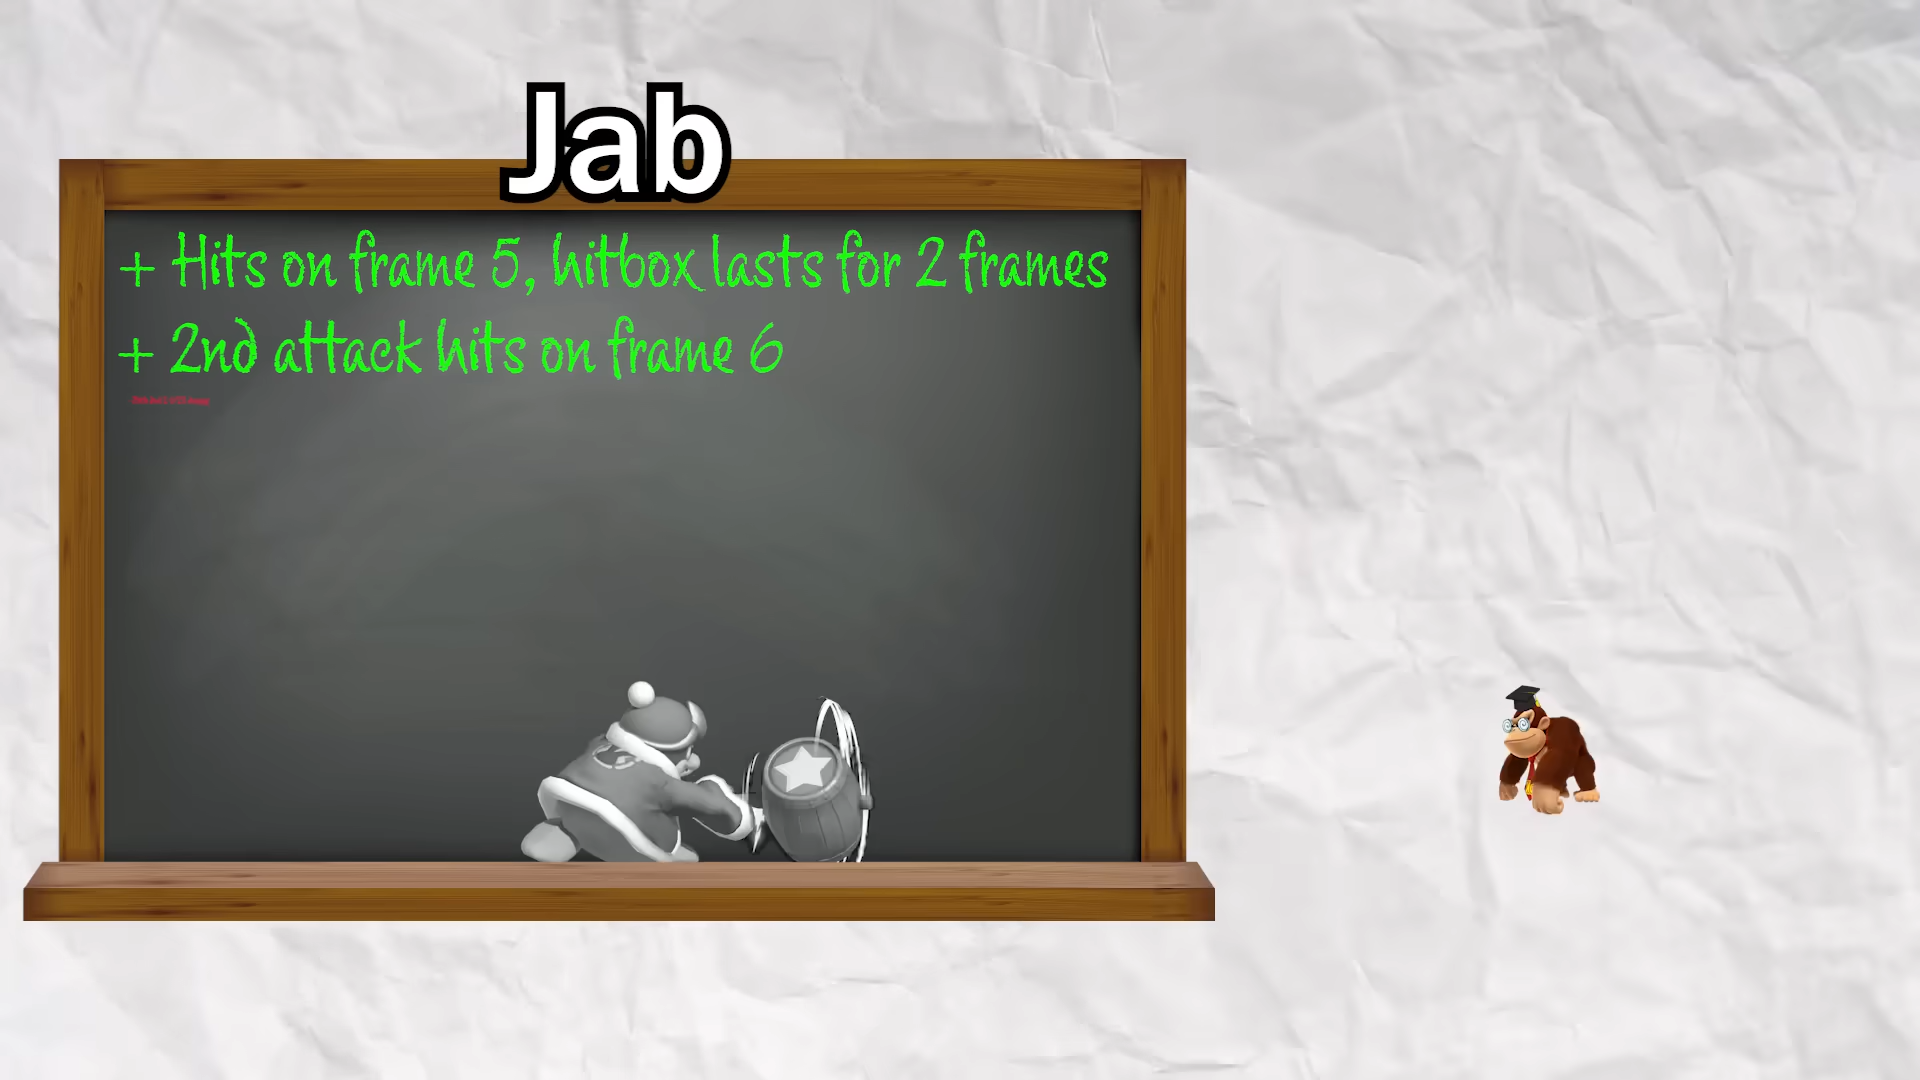 Jab
+ Hits on frame 5, hitbox lasts for 2 frames
+ 2nd attack hits on frame 6